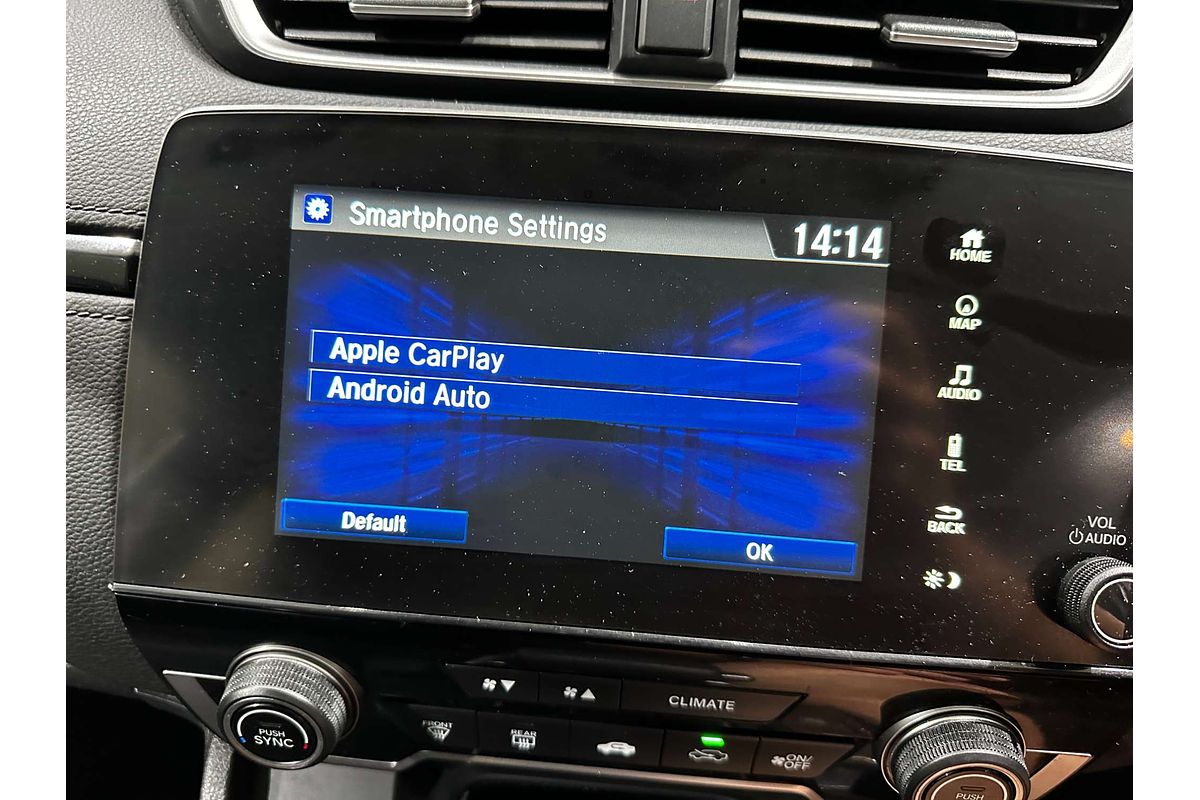 Smartphone Settings
14:14
Apple CarPlay
Android Auto
Default
OK
HOME
MAP
AUDIO
TEL
BACK
VOL
AUDIO
CLIMATE
FRONT
REAR
ON/
OFF
PUSH
SYNC
PUSH